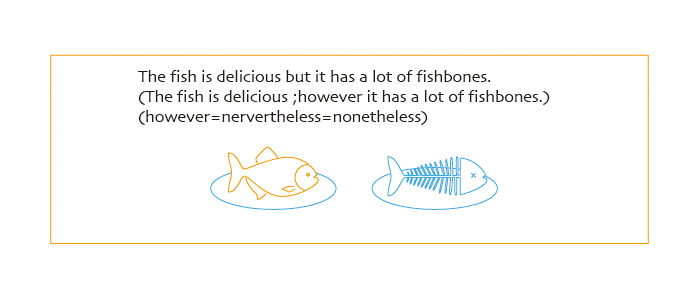 The fish is delicious but it has a lot of fishbones.
(The fish is delicious ;however it has a lot of fishbones.)
(however=nervertheless=nonetheless)